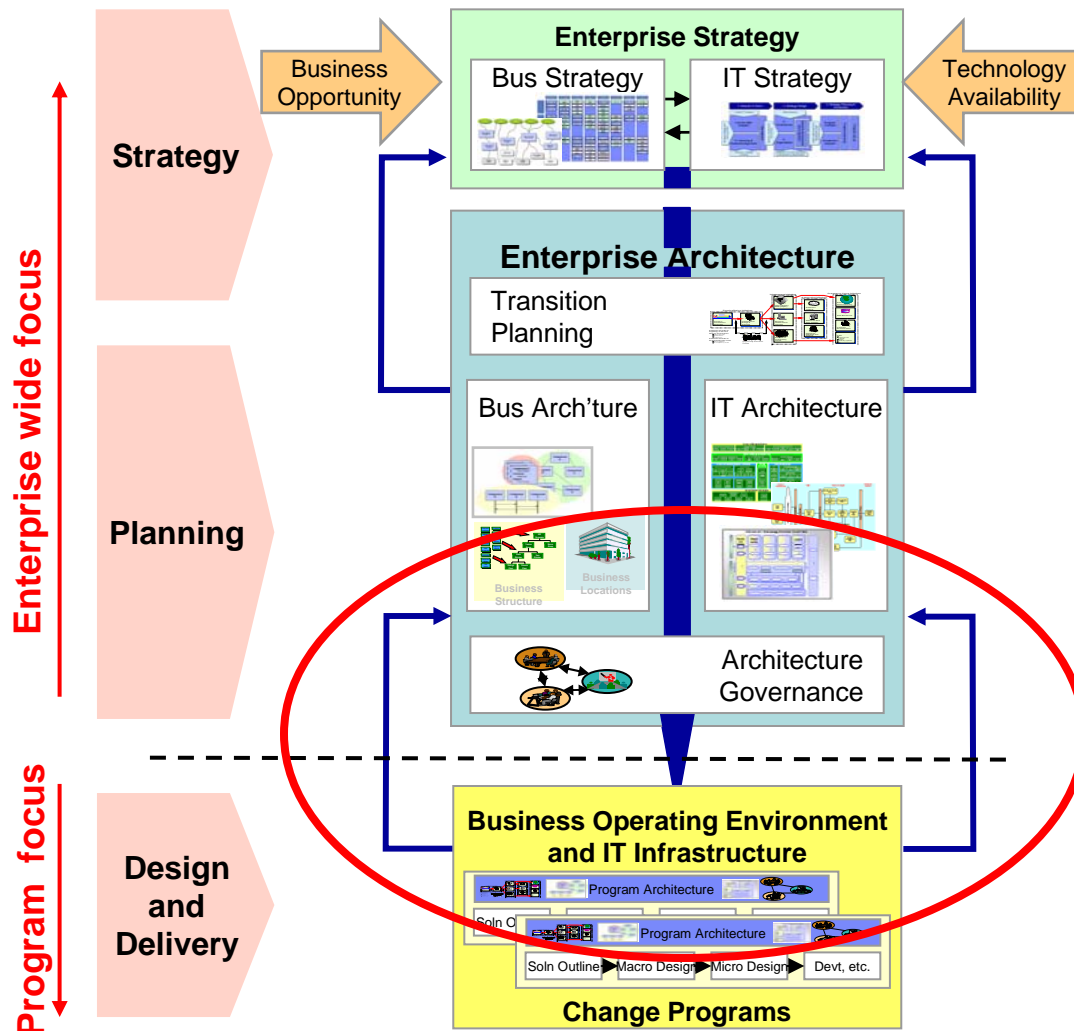 Enterprise Strategy
Business
Opportunity
Bus Strategy
IT Strategy
Technology
Availability
Strategy
Enterprise Architecture
Transition
Planning
Enterprise wide focus
Bus Arch'ture
IT Architecture
Planning
Business
Structure
Business
Locations
Architecture
Governance
Program focus
Design
and
Delivery
Business Operating Environment
and IT Infrastructure
Program Architecture
Soln O
Program Architecture
Soln Outline
Macro Design
Micro Design
Devt, etc.
Change Programs